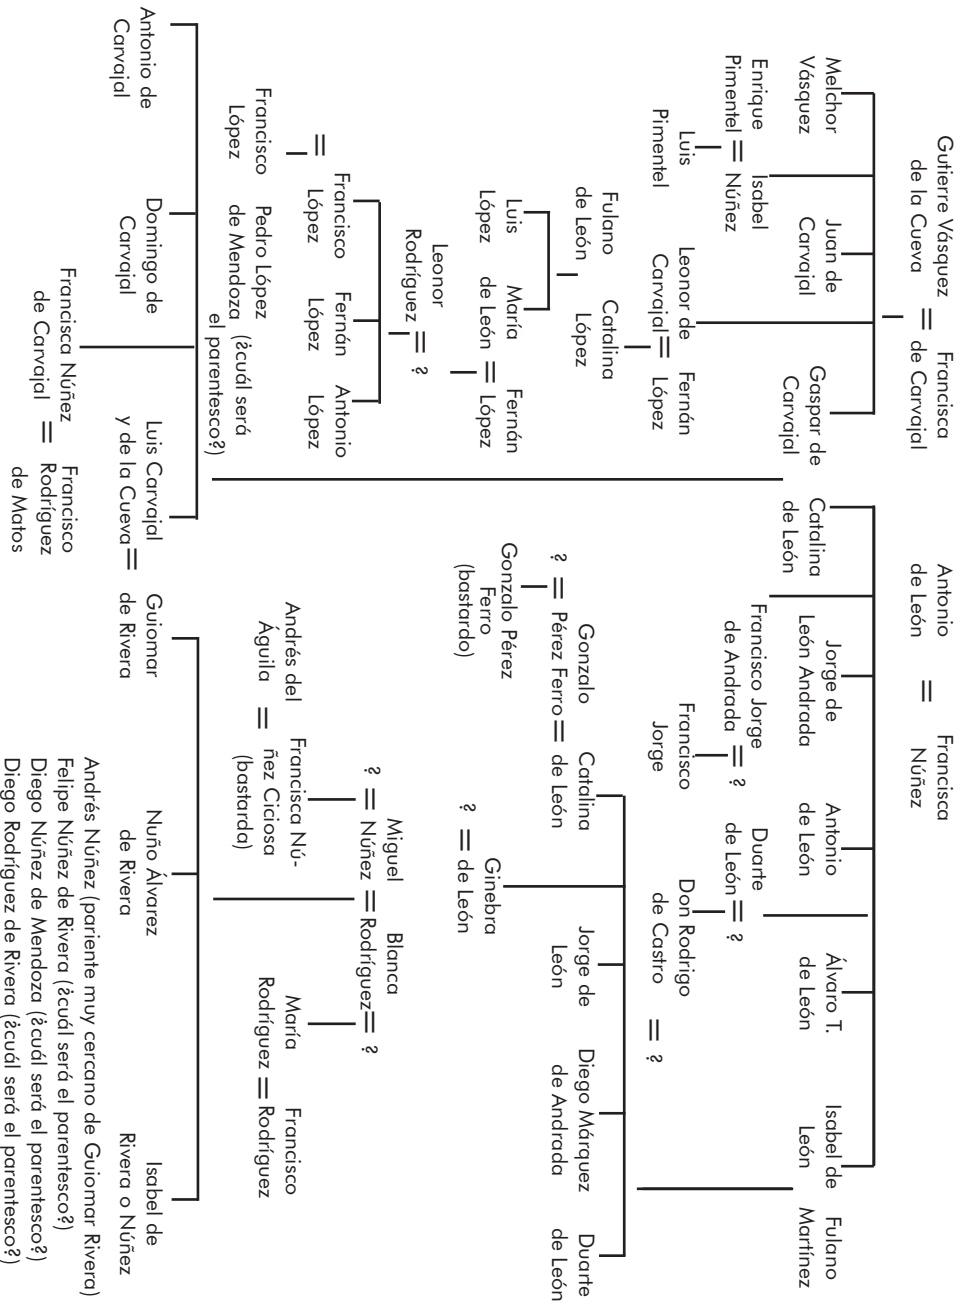 Gutierre Vásquez
de la Cueva
=
Francisca
de Carvajal
Antonio
de León
=
Francisca
Núñez
Melchor
Vásquez
Juan de
Carvajal
Gaspar de
Carvajal
Catalina
de León
Jorge de
León Andrada
Antonio
de León
Álvaro T.
de León
Isabel de
León
Fulano
Martínez
Enrique
Pimentel
=
Isabel
Núñez
Francisco Jorge
de Andrada = ?
Duarte
de León = ?
Luis
Pimentel
Leonor de
Carvajal
=
Fernán
López
Francisco
Jorge
Don Rodrigo
de Castro
= ?
Fulano
de León
Catalina
López
? =
Gonzalo
Pérez Ferro
=
Catalina
de León
Jorge de
León
Diego Márquez
de Andrada
Duarte
de León
Luis
López
María
de León
=
Fernán
López
Gonzalo Pérez
Ferro
(bastardo)
? =
Ginebra
de León
Leonor
Rodríguez
= ?
? =
Miguel
Núñez
=
Blanca
Rodríguez
= ?
Francisco
López
Fernán
López
Antonio
López
=
Francisco
López
Pedro López
de Mendoza
(¿cuál será
el parentesco?)
Andrés del
Águila
=
Francisca Nú-
ñez Ciciosa
(bastarda)
María
Rodríguez
=
Francisco
Rodríguez
Antonio de
Carvajal
Domingo de
Carvajal
Luis Carvajal
y de la Cueva
=
Guiomar
de Rivera
Nuño Álvarez
de Rivera
Isabel de
Rivera o Núñez
Francisca Núñez
de Carvajal
=
Francisco
Rodríguez
de Matos
Andrés Núñez (pariente muy cercano de Guiomar Rivera)
Felipe Núñez de Rivera (¿cuál será el parentesco?)
Diego Núñez de Mendoza (¿cuál será el parentesco?)
Diego Rodríguez de Rivera (¿cuál será el parentesco?)